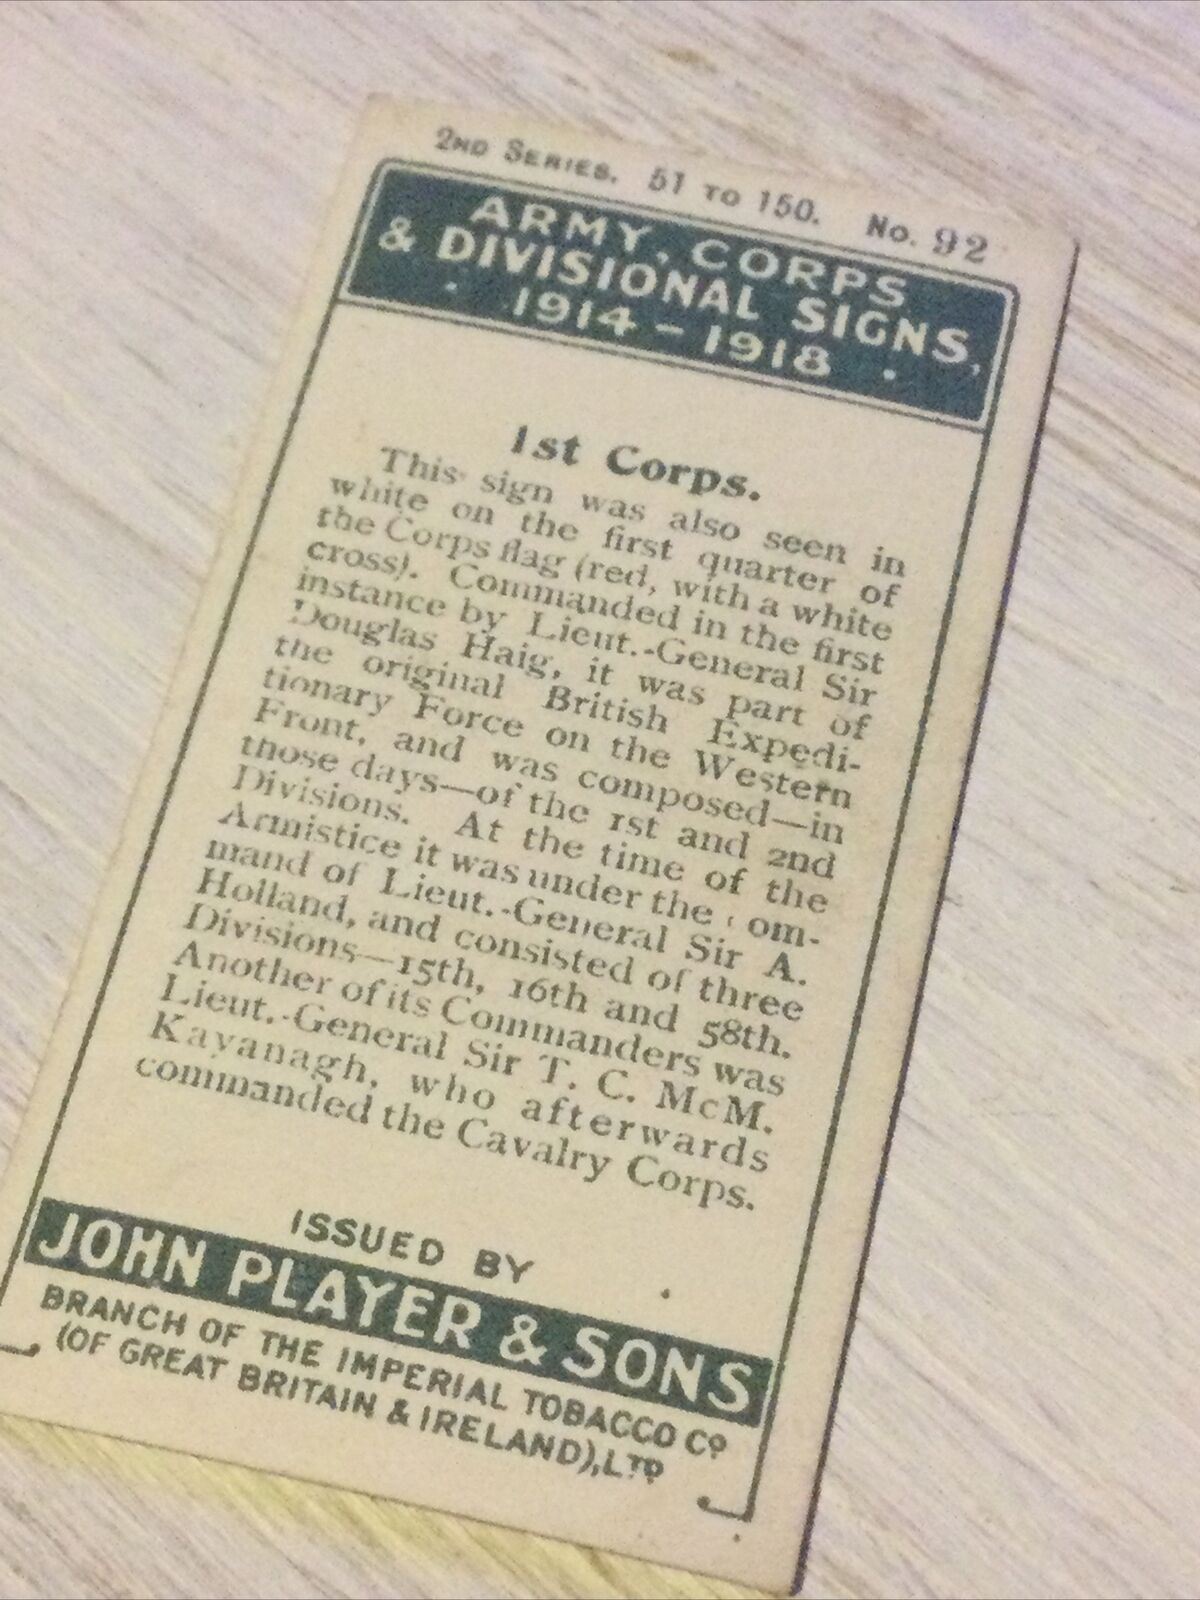 2ND SERIES. 51 TO 150. No. 92
ARMY, CORPS
& DIVISIONAL SIGNS,
1914 – 1918
1st Corps.
This sign was also seen in
white on the first quarter of
the Corps flag (red, with a white
cross). Commanded in the first
instance by Lieut.-General Sir
Douglas Haig, it was part of
the original British Expedi-
tionary Force on the Western
Front, and was composed—in
those days—of the 1st and 2nd
Divisions. At the time of the
Armistice it was under the com-
mand of Lieut.-General Sir A.
Holland, and consisted of three
Divisions—15th, 16th and 58th.
Another of its Commanders was
Lieut.-General Sir T. C. McM.
Kavanagh, who afterwards
commanded the Cavalry Corps.
ISSUED BY
JOHN PLAYER & SONS
BRANCH OF THE IMPERIAL TOBACCO CO
(OF GREAT BRITAIN & IRELAND), LTD